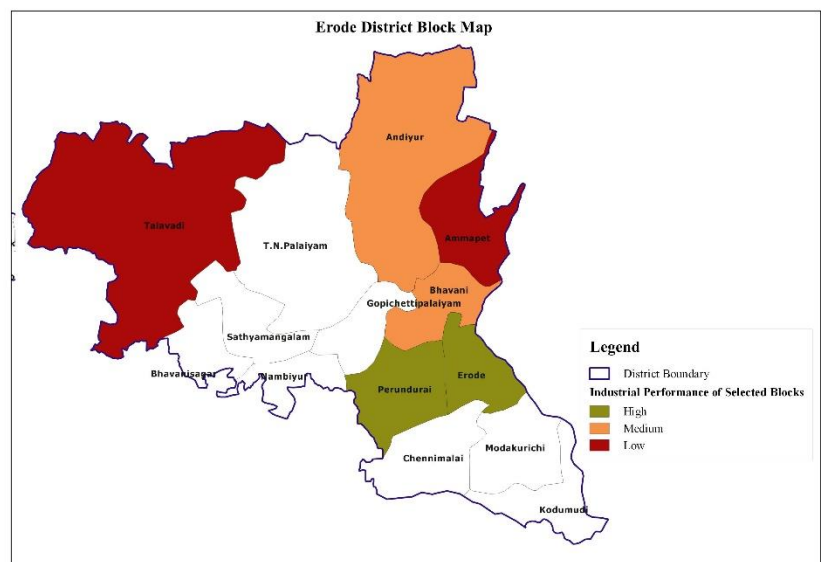 Erode District Block Map
Andiyur
Talavadi
Ammapet
T.N.Palaiyam
Bhavani
Gopichettipalaiyam
Sathyamangalam
Bhavanisagar
Nambiyur
Perundurai
Erode
Chennimalai
Modakurichi
Kodumudi
Legend
District Boundary
Industrial Performance of Selected Blocks
High
Medium
Low